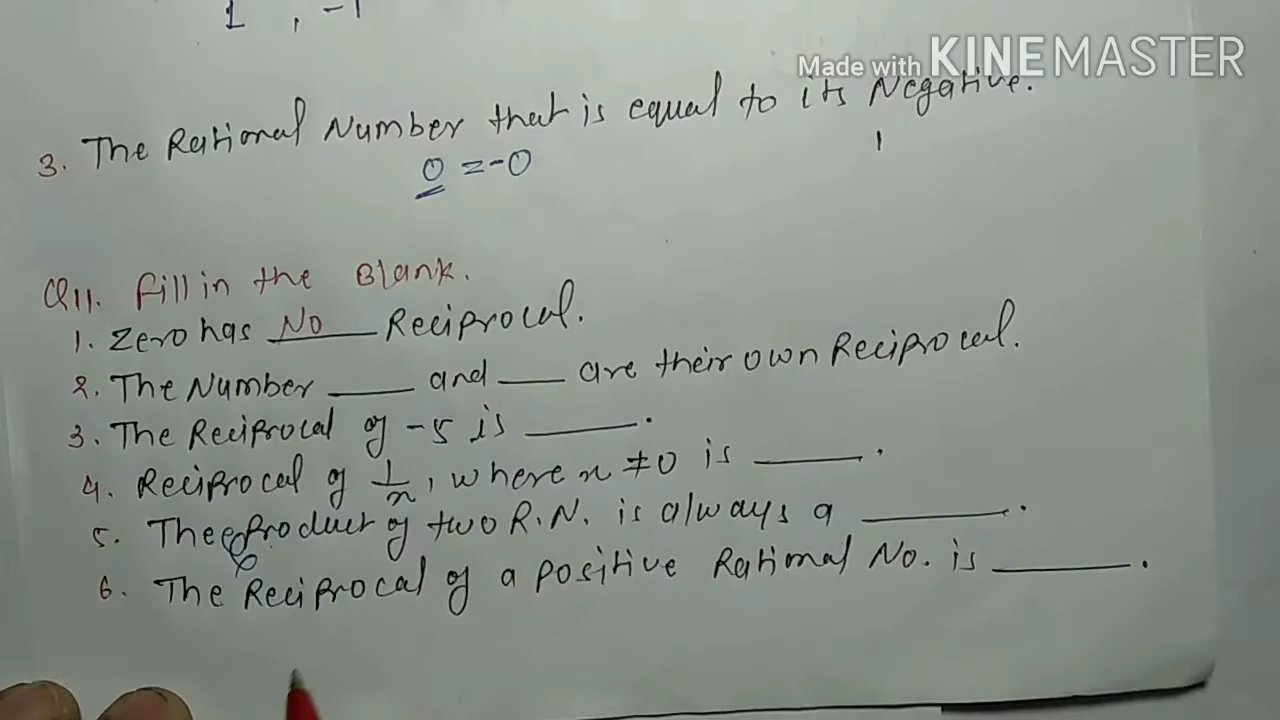 1 , -1
Made with KINEMASTER
3. The Rational Number that is equal to its Negative.
0 = -0
Q11. Fill in the Blank.
1. Zero has No Reciprocal.
2. The Number ____ and ____ are their own Reciprocal.
3. The Reciprocal of -5 is ____.
4. Reciprocal of 1/x, where x ≠ 0 is ____.
5. The Product of two R.N. is always a ____.
6. The Reciprocal of a positive Rational No. is ____.